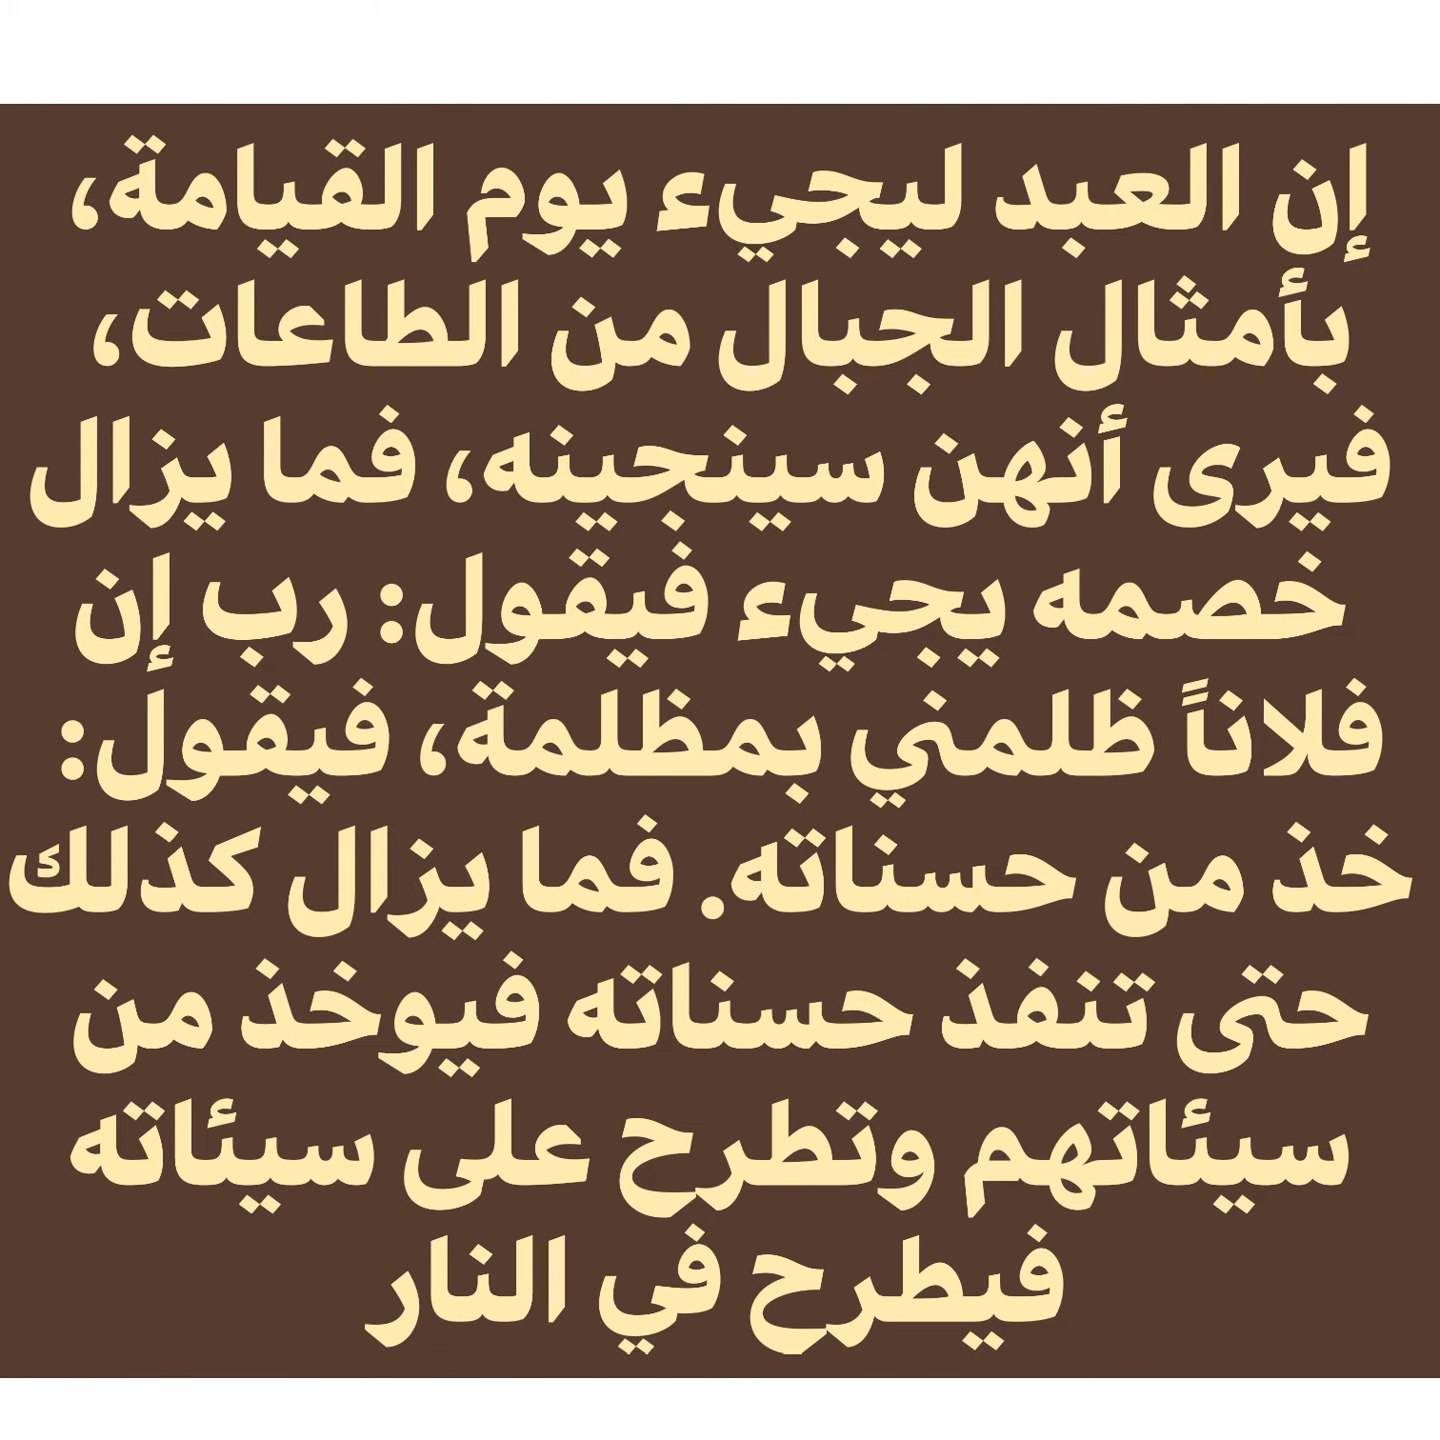 إن العبد ليجيء يوم القيامة،
بأمثال الجبال من الطاعات،
فيرى أنهن سينجينه، فما يزال
خصمه يجيء فيقول: رب إن
فلاناً ظلمني بمظلمة، فيقول:
خذ من حسناته. فما يزال كذلك
حتى تنفذ حسناته فيوخذ من
سيئاتهم وتطرح على سيئاته
فيطرح في النار